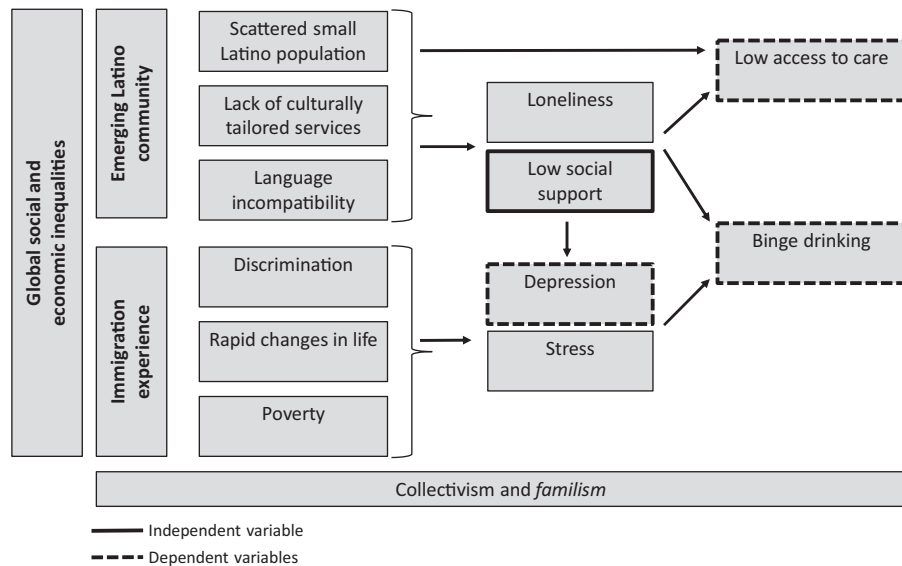 Global social and
economic inequalities
Emerging Latino
community
Immigration
experience
Scattered small
Latino population
Lack of culturally
tailored services
Language
incompatibility
Discrimination
Rapid changes in life
Poverty
Loneliness
Low social
support
Depression
Stress
Low access to care
Binge drinking
Collectivism and familism
Independent variable
Dependent variables